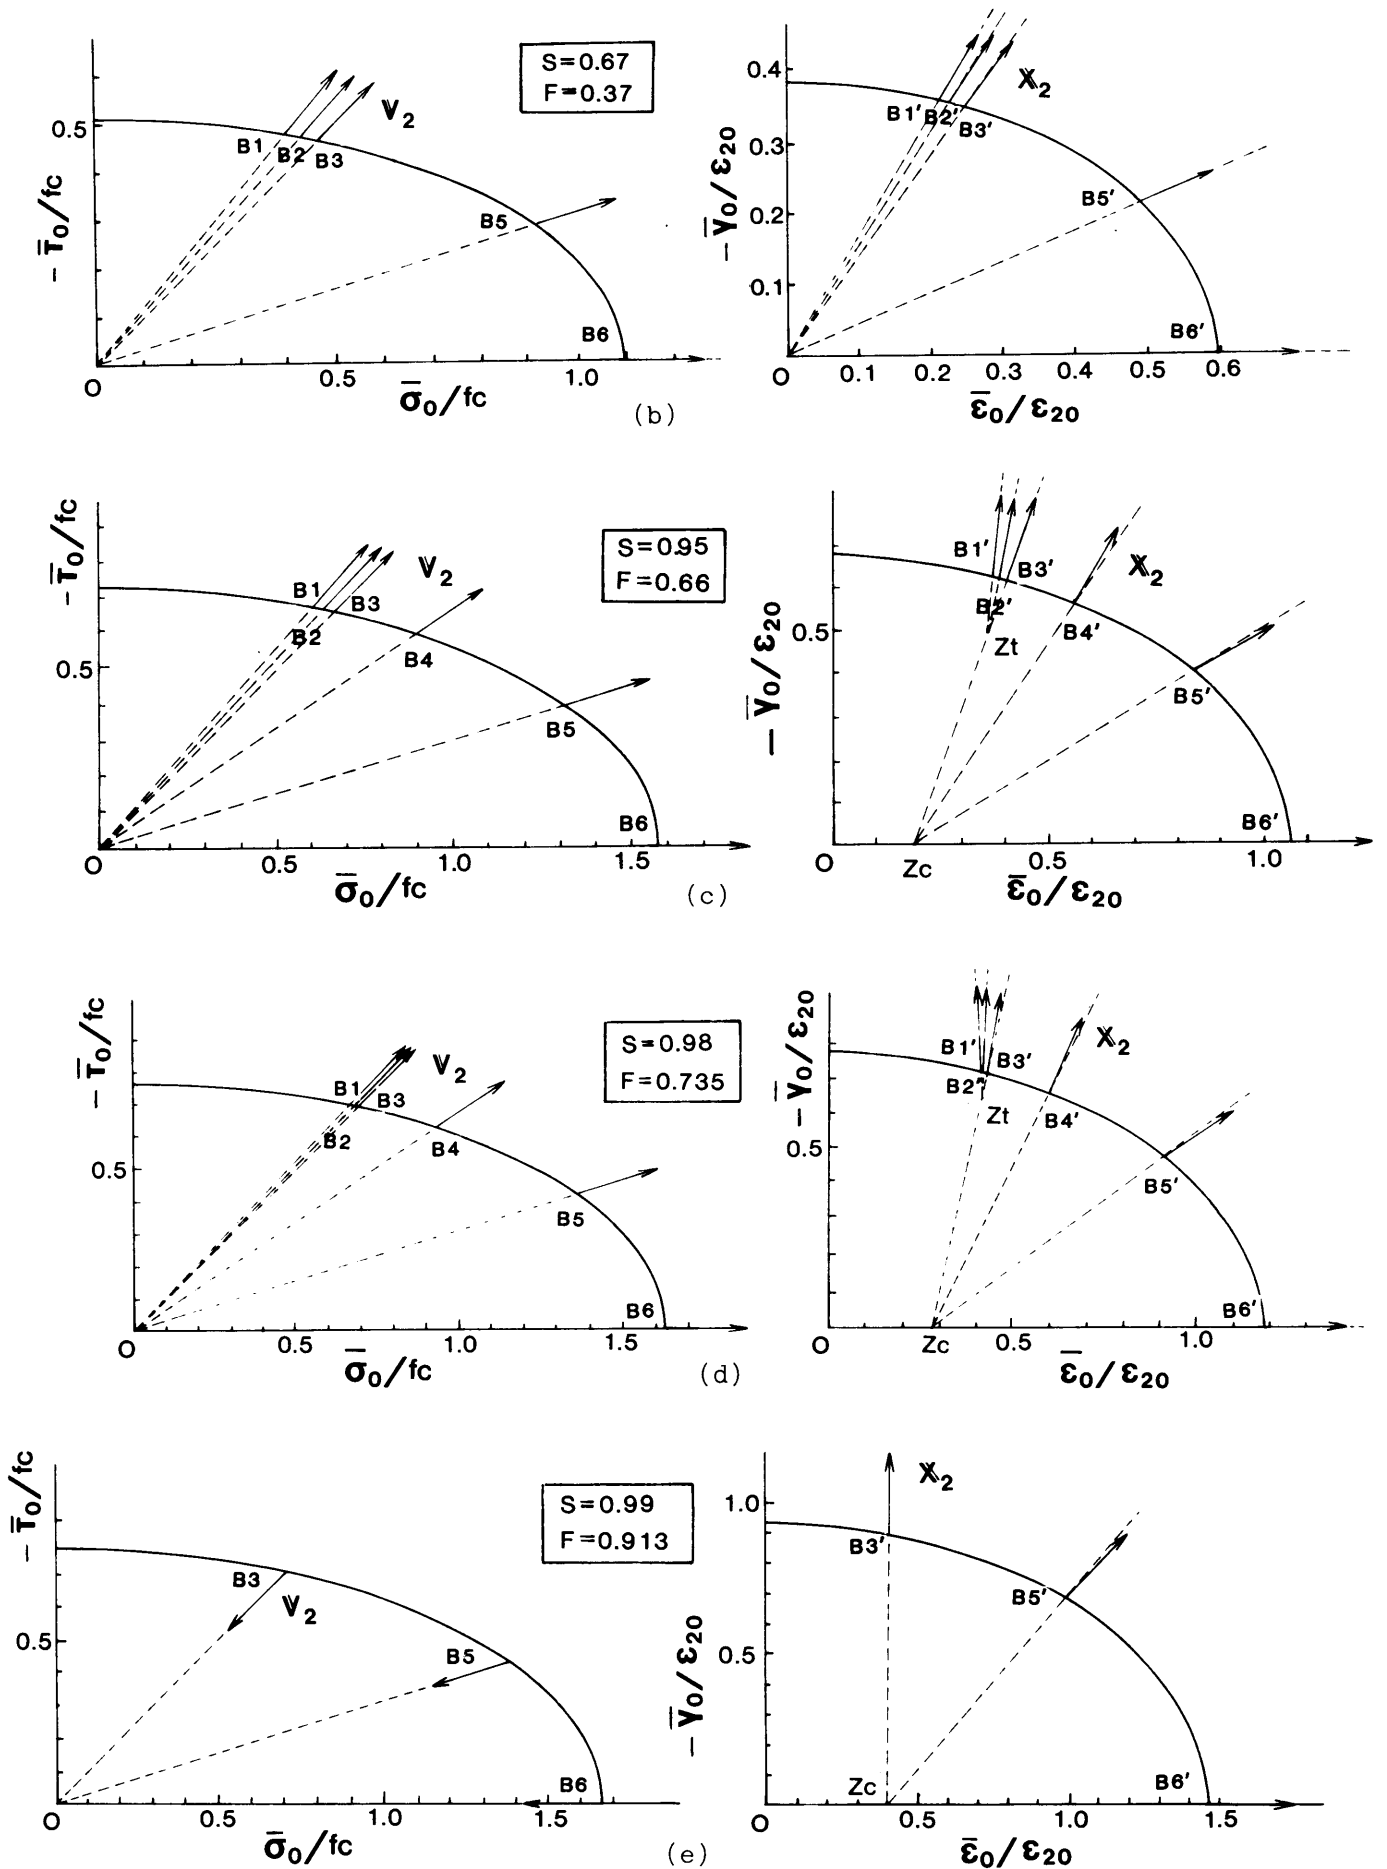 S=0.67
F=0.37
V2
B1
B2
B3
B5
B6
0.5
-τ̄0/fc
O
0.5
1.0
σ̄0/fc
X2
0.4
0.3
0.2
0.1
-γ̄0/ε20
B1′
B2′
B3′
B5′
B6′
O
0.1
0.2
0.3
0.4
0.5
0.6
ε̄0/ε20
(b)
S=0.95
F=0.66
V2
B1
B2
B3
B4
B5
B6
0.5
-τ̄0/fc
O
0.5
1.0
1.5
σ̄0/fc
X2
B1′
B2′
B3′
Zt
B4′
B5′
B6′
0.5
-γ̄0/ε20
O
Zc
0.5
1.0
ε̄0/ε20
(c)
S=0.98
F=0.735
V2
B1
B2
B3
B4
B5
B6
0.5
-τ̄0/fc
O
0.5
1.0
1.5
σ̄0/fc
X2
B1′
B2″
B3′
Zt
B4′
B5′
B6′
0.5
-γ̄0/ε20
O
Zc
0.5
1.0
ε̄0/ε20
(d)
S=0.99
F=0.913
V2
B3
B5
B6
0.5
-τ̄0/fc
O
0.5
1.0
1.5
σ̄0/fc
X2
1.0
0.5
-γ̄0/ε20
B3′
B5′
B6′
Zc
O
0.5
1.0
1.5
ε̄0/ε20
(e)